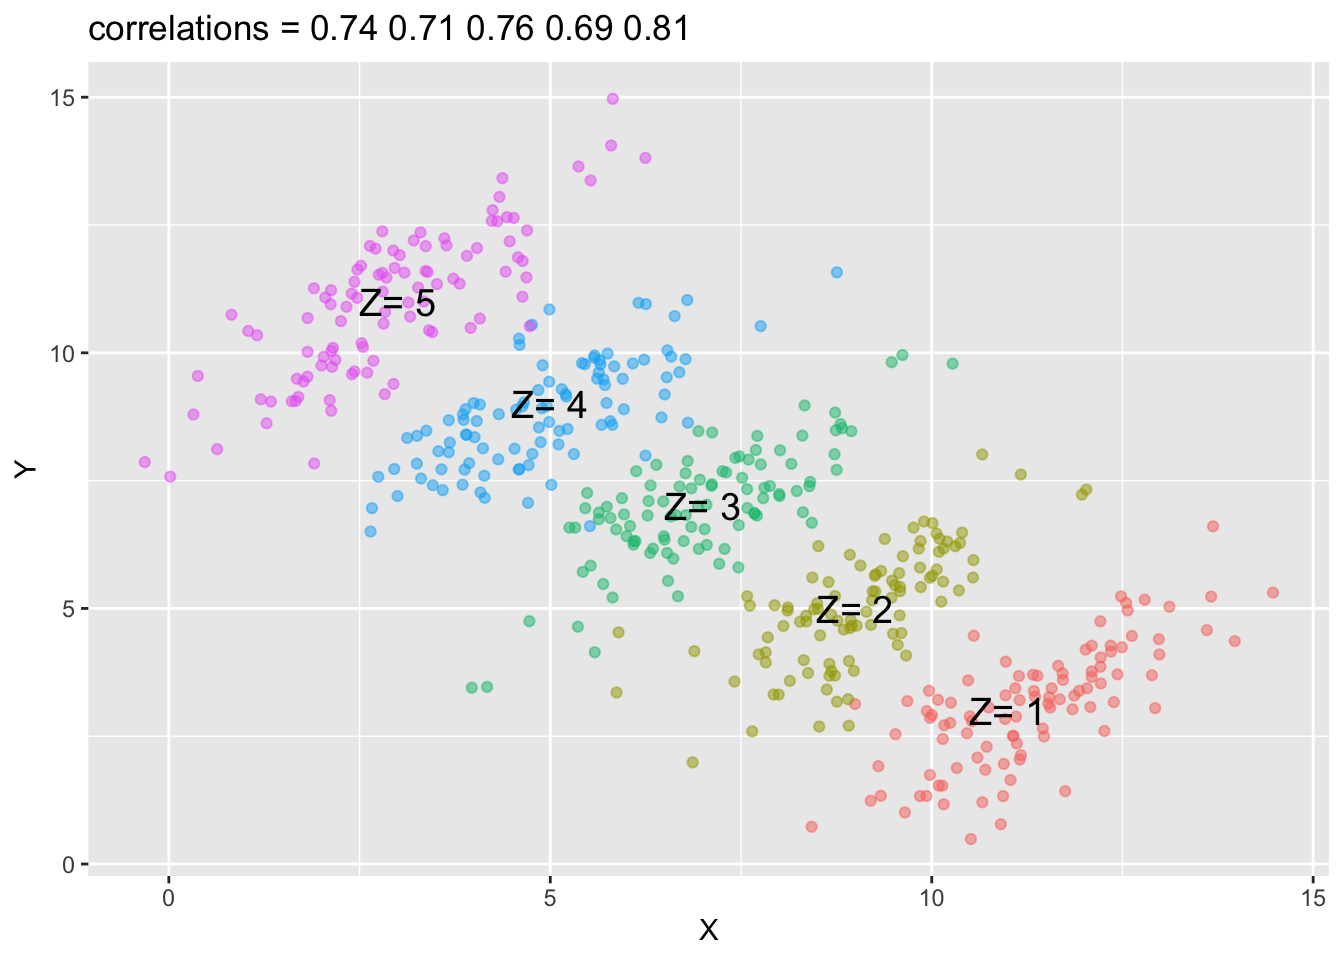 correlations = 0.74 0.71 0.76 0.69 0.81
15
10
5
0
Y
Z= 5
Z= 4
Z= 3
Z= 2
Z= 1
0 5 10 15
X